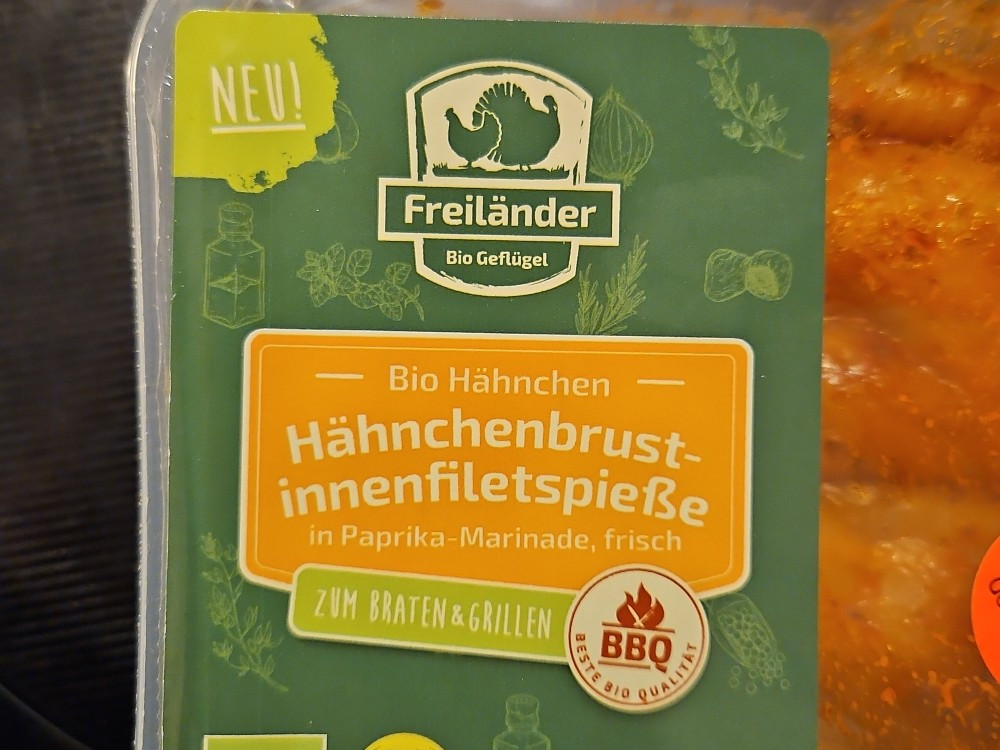 NEU!
Freiländer
Bio Geflügel
Bio Hähnchen
Hähnchenbrust-
innenfiletspieße
in Paprika-Marinade, frisch
ZUM BRATEN & GRILLEN
BBQ
BESTE BIO QUALITÄT